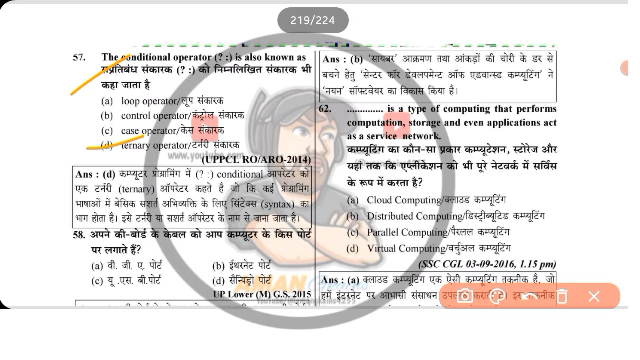 219/224
57. The conditional operator (? :) is also known as
सप्रतिबंध संकारक (? :) को निम्नलिखित संकारक भी
कहा जाता है
(a) loop operator/लूप संकारक
(b) control operator/कंट्रोल संकारक
(c) case operator/केस संकारक
(d) ternary operator/टर्नरी संकारक
(UPPCL RO/ARO-2014)
Ans : (d) कम्प्यूटर प्रोग्रामिंग में (? :) conditional आपरेटर को
एक टर्नरी (ternary) ऑपरेटर कहते है जो कि कई प्रोग्रामिंग
भाषाओं में बेसिक सशर्त अभिव्यक्ति के लिए सिंटेक्स (syntax) का
भाग होता है। इसे टर्नरी या सशर्त ऑपरेटर के नाम से जाना जाता है।
58. अपने की-बोर्ड के केबल को आप कम्प्यूटर के किस पोर्ट
पर लगाते हैं?
(a) वी. जी. ए. पोर्ट (b) ईथरनेट पोर्ट
(c) यू .एस. बी.पोर्ट (d) सेन्थिड्रो पोर्ट
UP Lower (M) G.S. 2015
Ans : (b) 'सायबर' आक्रमण तथा आंकड़ों की चोरी के डर से
बचने हेतु 'सेन्टर फॉर डेवलपमेन्ट ऑफ एडवान्स्ड कम्प्यूटिंग' ने
'नयन' सॉफ्टवेयर का विकास किया है।
62. ............. is a type of computing that performs
computation, storage and even applications act
as a service network.
कम्प्यूटिंग का कौन-सा प्रकार कम्प्यूटेशन, स्टोरेज और
यहां तक कि एप्लीकेशन को भी पूरे नेटवर्क में सर्विस
के रूप में करता है?
(a) Cloud Computing/क्लाउड कम्प्यूटिंग
(b) Distributed Computing/डिस्ट्रीब्यूटिड कम्प्यूटिंग
(c) Parallel Computing/पैरलल कम्प्यूटिंग
(d) Virtual Computing/वर्चुअल कम्प्यूटिंग
(SSC CGL 03-09-2016, 1.15 pm)
Ans : (a) क्लाउड कम्प्यूटिंग एक ऐसी कम्प्यूटिंग तकनीक है, जो
हमें इंटरनेट पर आभासी संसाधन